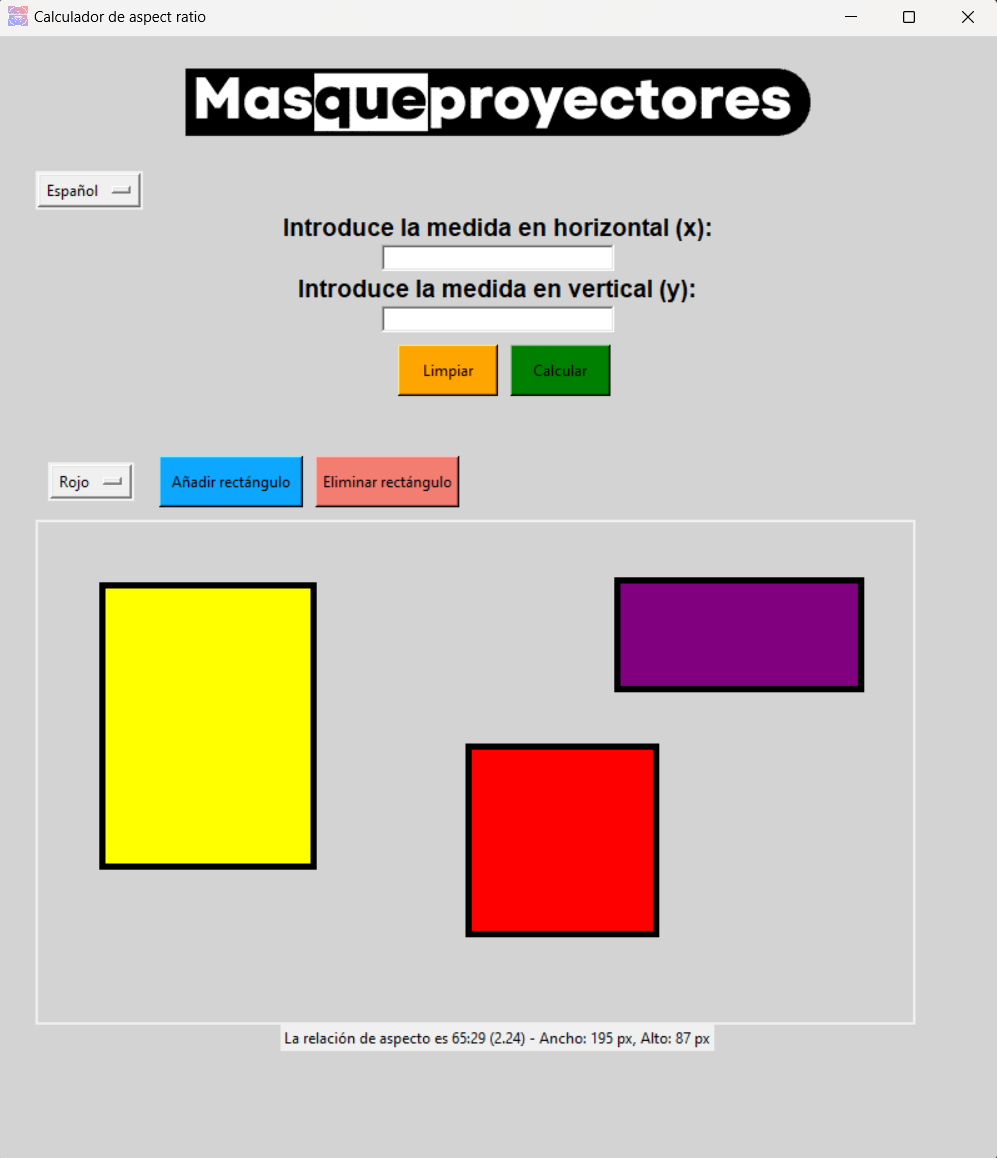 Calculador de aspect ratio
Masqueproyectores
Español
Introduce la medida en horizontal (x):
Introduce la medida en vertical (y):
Limpiar Calcular
Rojo Añadir rectángulo Eliminar rectángulo
La relación de aspecto es 65:29 (2.24) - Ancho: 195 px, Alto: 87 px